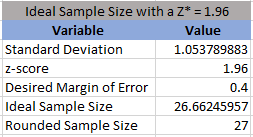 Ideal Sample Size with a Z* = 1.96
Variable Value
Standard Deviation 1.053789883
z-score 1.96
Desired Margin of Error 0.4
Ideal Sample Size 26.66245957
Rounded Sample Size 27